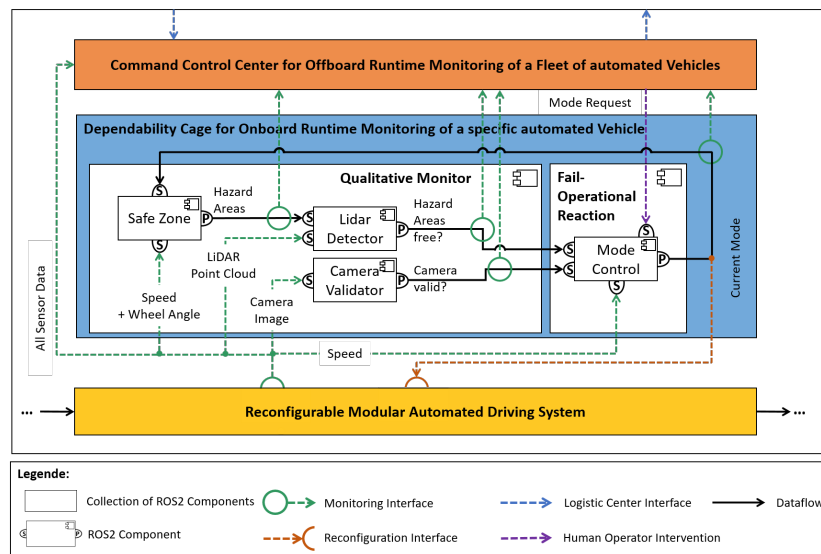 Command Control Center for Offboard Runtime Monitoring of a Fleet of automated Vehicles
Mode Request
Dependability Cage for Onboard Runtime Monitoring of a specific automated Vehicle
Qualitative Monitor
Fail-
Operational
Reaction
S
Safe Zone
P
S
Hazard
Areas
S
S
Lidar
Detector
P
Hazard
Areas
free?
S
Camera
Validator
P
Camera
valid?
S
S
S
Mode
Control
P
S
LiDAR
Point Cloud
Speed
+ Wheel Angle
Camera
Image
Current Mode
All Sensor Data
Speed
...
Reconfigurable Modular Automated Driving System
...
Legende:
Collection of ROS2 Components
Monitoring Interface
Logistic Center Interface
Dataflow
S
P
ROS2 Component
Reconfiguration Interface
Human Operator Intervention